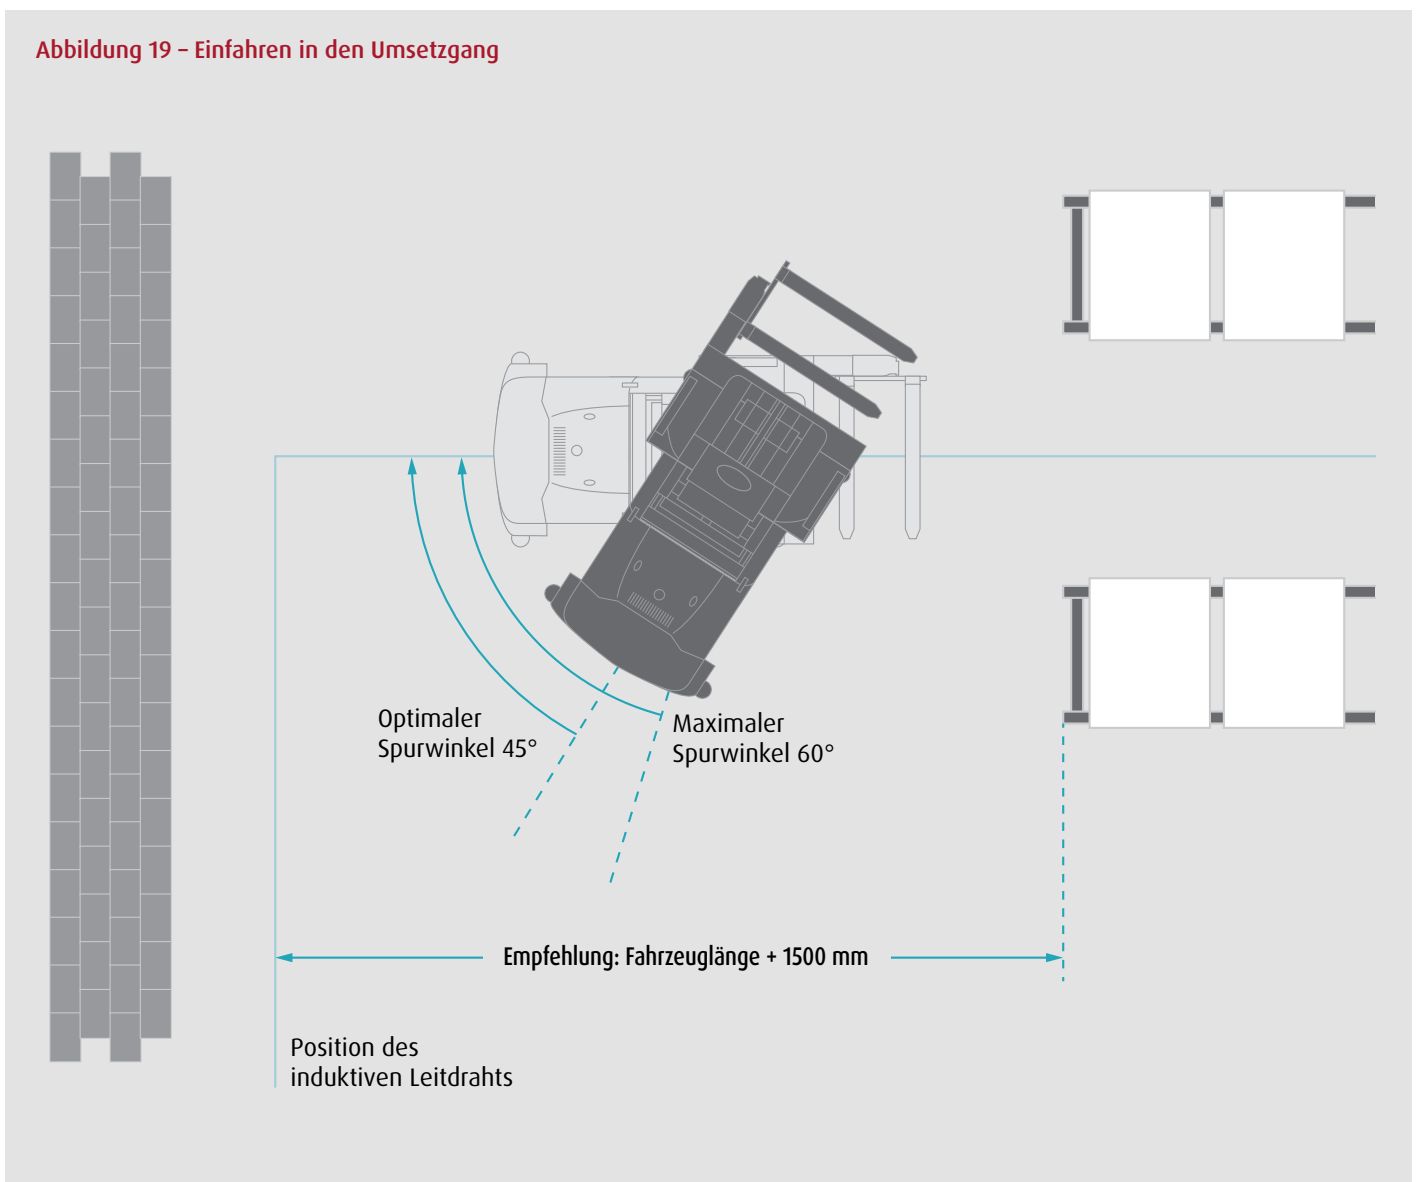 Abbildung 19 – Einfahren in den Umsetzgang
Optimaler
Spurwinkel 45°
Maximaler
Spurwinkel 60°
Empfehlung: Fahrzeuglänge + 1500 mm
Position des
induktiven Leitdrahts